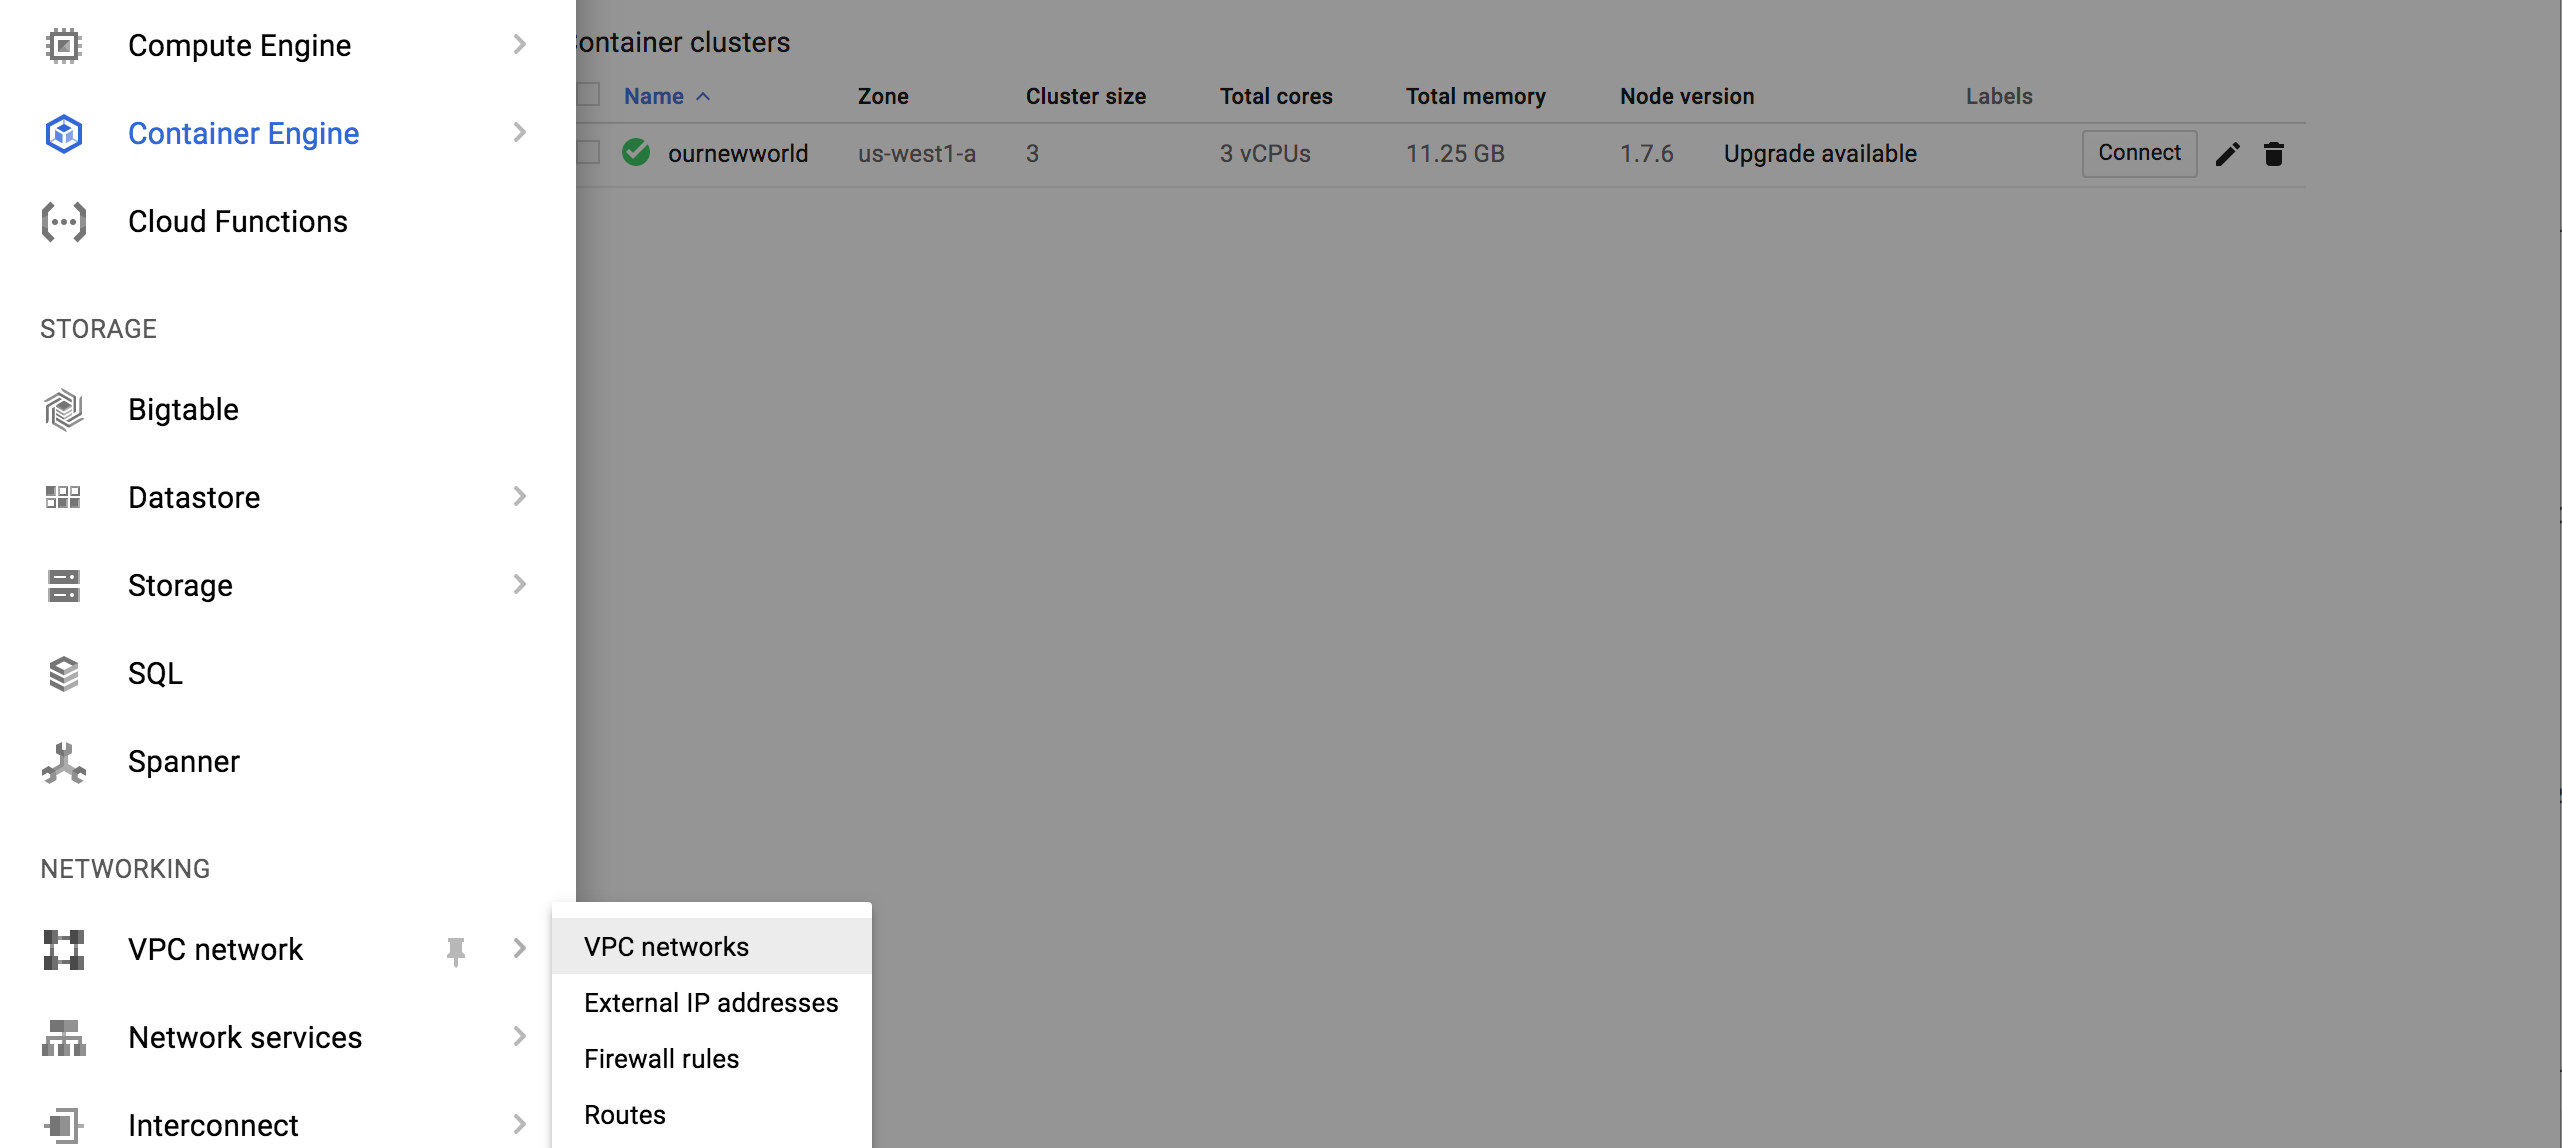 Compute Engine
Container Engine
Cloud Functions
STORAGE
Bigtable
Datastore
Storage
SQL
Spanner
NETWORKING
VPC network
Network services
Interconnect
VPC networks
External IP addresses
Firewall rules
Routes
ontainer clusters
Name Zone Cluster size Total cores Total memory Node version Labels
ournewworld us-west1-a 3 3 vCPUs 11.25 GB 1.7.6 Upgrade available Connect